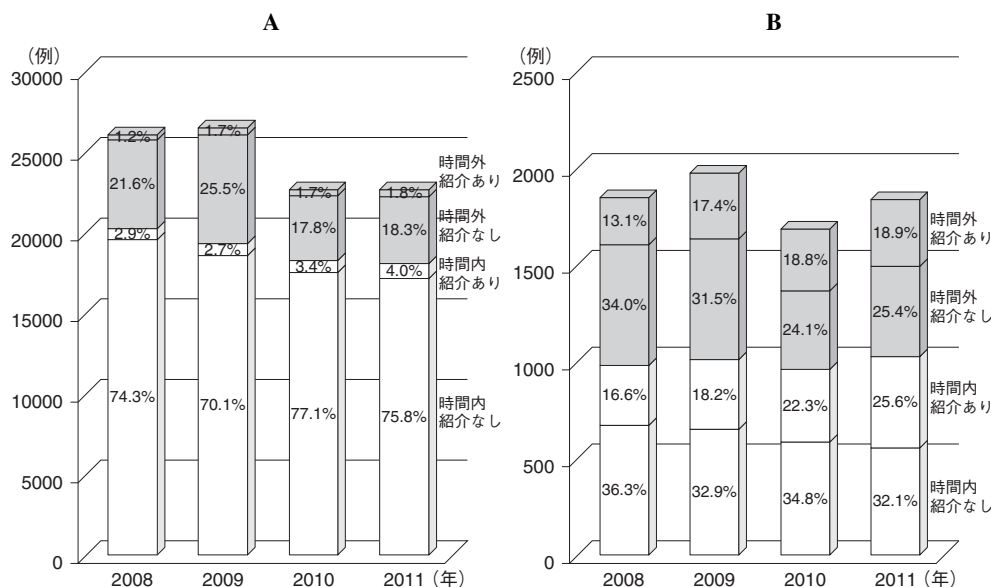 A
（例）
30000
25000
20000
15000
10000
5000
0
1.2%
21.6%
2.9%
74.3%
1.7%
25.5%
2.7%
70.1%
1.7%
17.8%
3.4%
77.1%
1.8%
18.3%
4.0%
75.8%
時間外
紹介あり
時間外
紹介なし
時間内
紹介あり
時間内
紹介なし
2008 2009 2010 2011（年）
B
（例）
2500
2000
1500
1000
500
0
13.1%
34.0%
16.6%
36.3%
17.4%
31.5%
18.2%
32.9%
18.8%
24.1%
22.3%
34.8%
18.9%
25.4%
25.6%
32.1%
時間外
紹介あり
時間外
紹介なし
時間内
紹介あり
時間内
紹介なし
2008 2009 2010 2011（年）